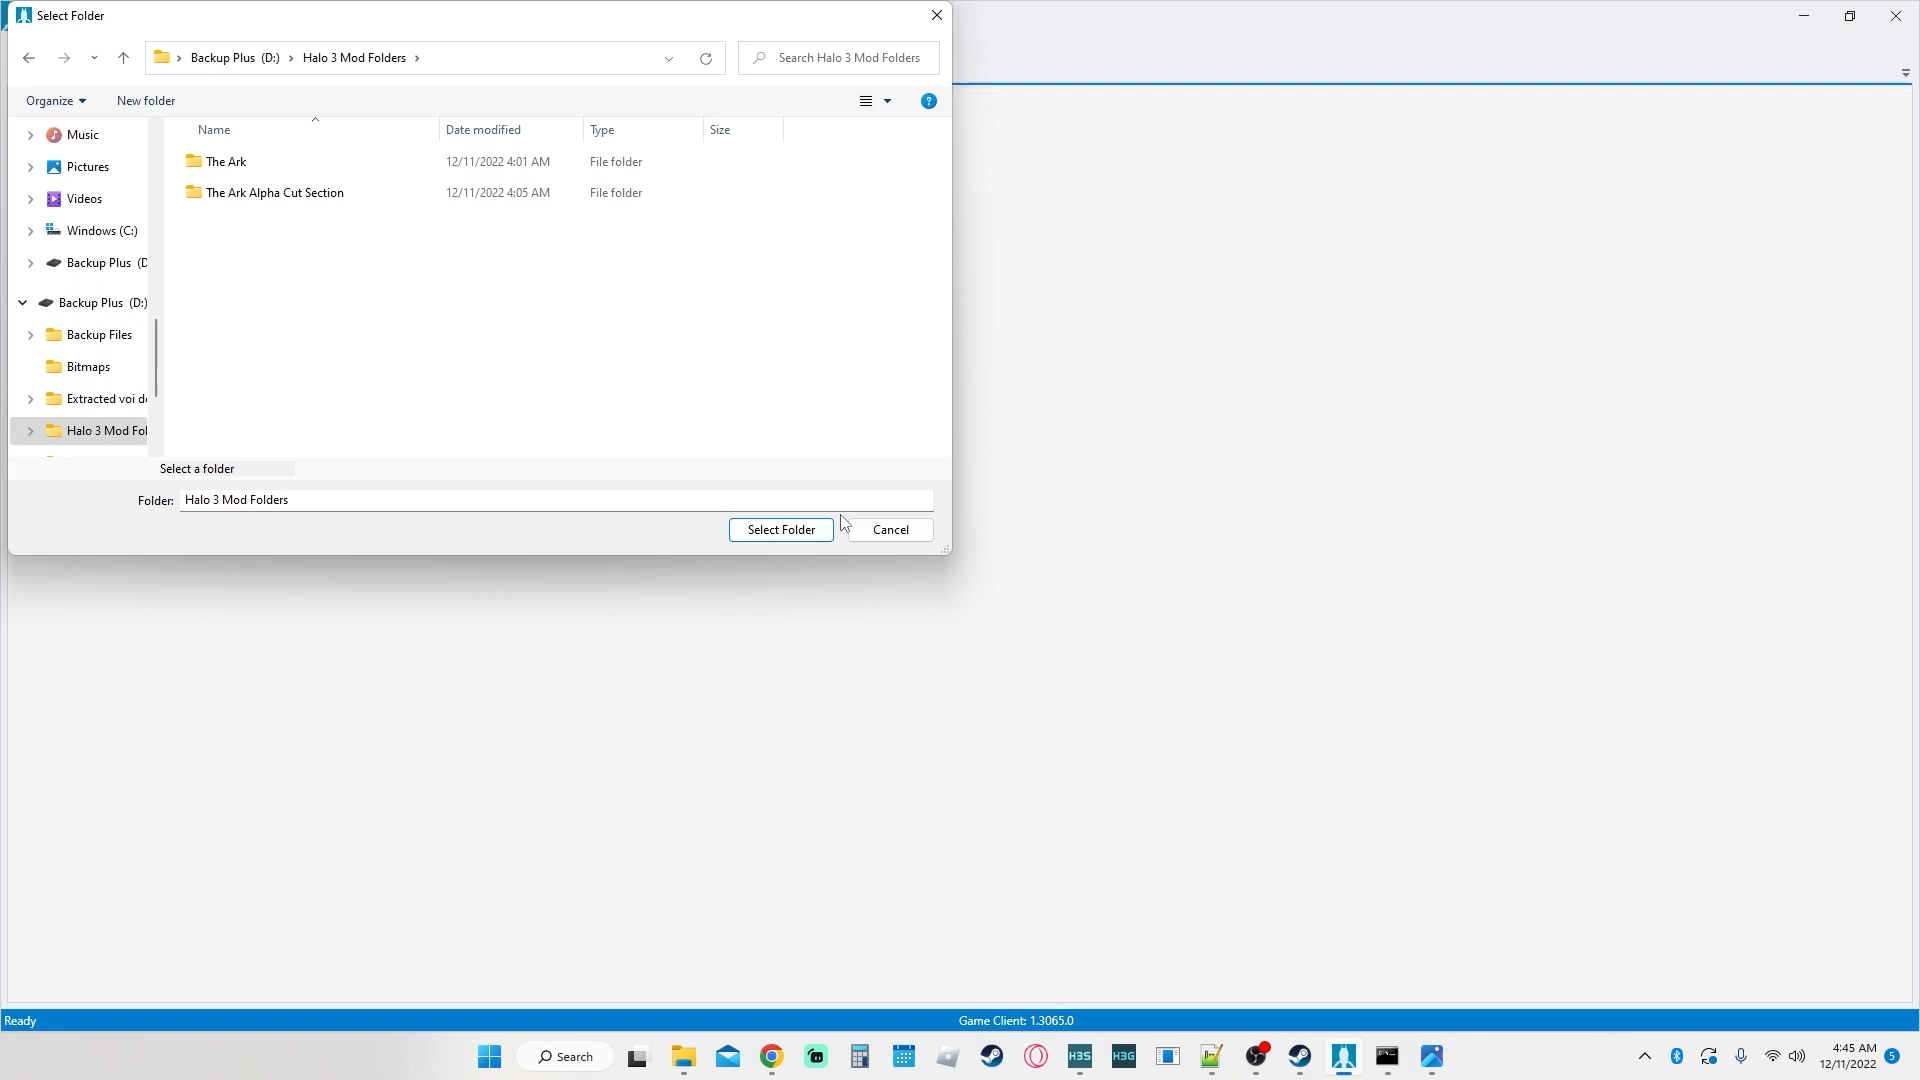 Select Folder
Backup Plus (D:) Halo 3 Mod Folders
Search Halo 3 Mod Folders
Organize New folder
Name Date modified Type Size
The Ark 12/11/2022 4:01 AM File folder
The Ark Alpha Cut Section 12/11/2022 4:05 AM File folder
Music
Pictures
Videos
Windows (C:)
Backup Plus (D
Backup Plus (D:)
Backup Files
Bitmaps
Extracted voi de
Halo 3 Mod Fol
Select a folder
Folder: Halo 3 Mod Folders
Select Folder Cancel
Ready Game Client: 1.3065.0
Search
H3S H3G
4:45 AM
12/11/2022
5